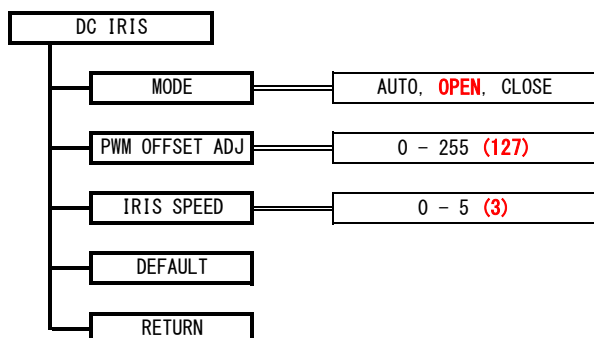 DC IRIS
MODE
AUTO, OPEN, CLOSE
PWM OFFSET ADJ
0 - 255 (127)
IRIS SPEED
0 - 5 (3)
DEFAULT
RETURN